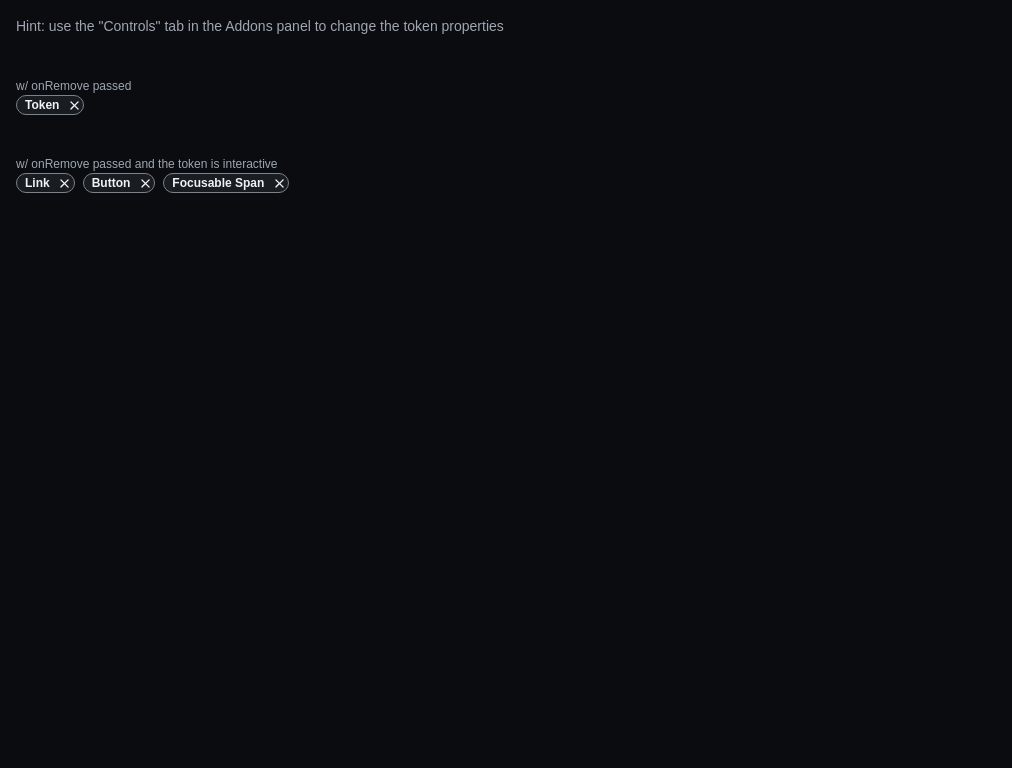 Hint: use the "Controls" tab in the Addons panel to change the token properties
w/ onRemove passed
Token
w/ onRemove passed and the token is interactive
Link Button Focusable Span